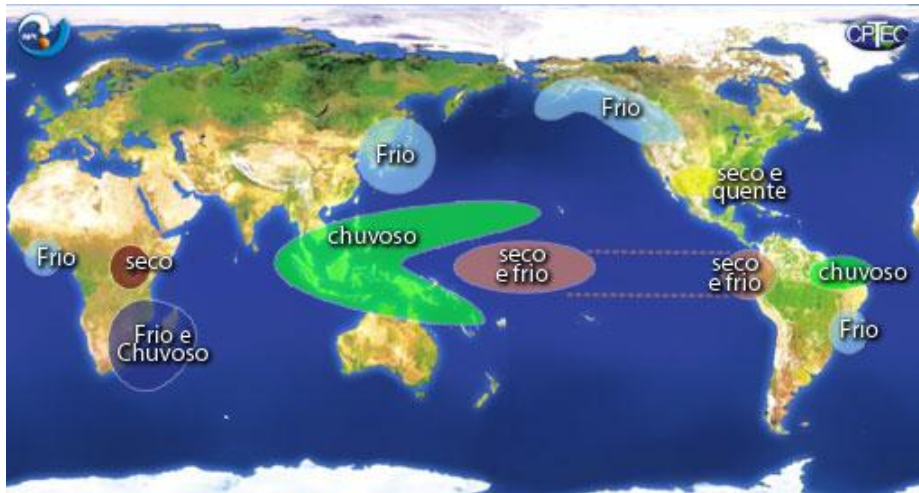 CPTEC
Frio
Frio
seco e
quente
chuvoso
Frio
seco
seco
e frio
seco
e frio
chuvoso
Frio e
Chuvoso
Frio